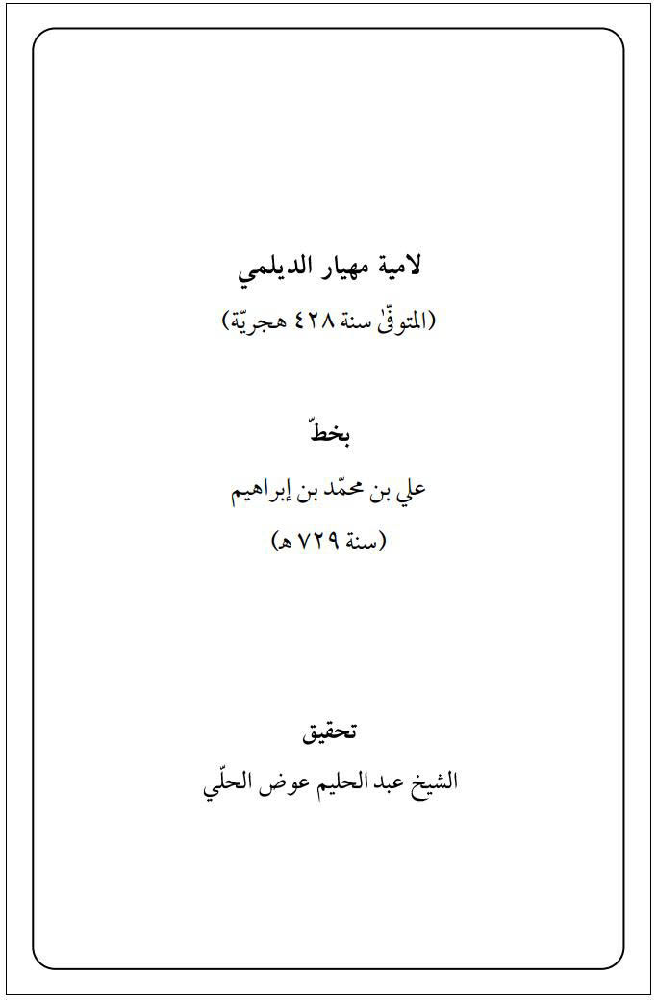 لامية مهيار الديلمي
(المتوفّىٰ سنة ٤٢٨ هجريّة)
بخطّ
علي بن محمّد بن إبراهيم
(سنة ٧٢٩ هـ)
تحقيق
الشيخ عبد الحليم عوض الحلّي